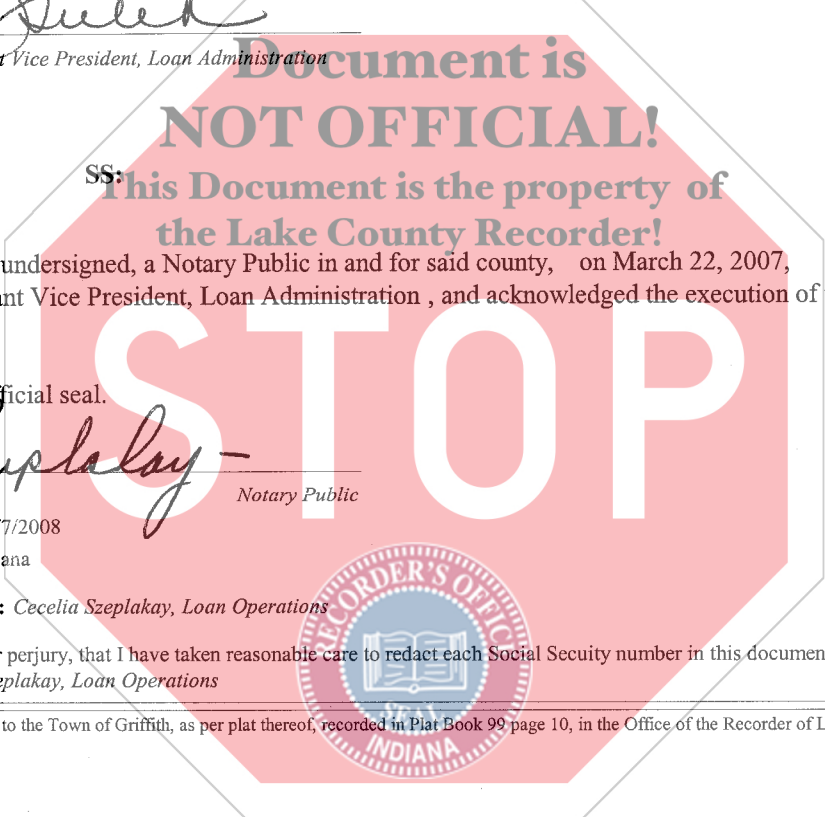 t Vice President, Loan Administration
Document is
NOT OFFICIAL!
SS:
This Document is the property of
the Lake County Recorder!
undersigned, a Notary Public in and for said county, on March 22, 2007,
nt Vice President, Loan Administration , and acknowledged the execution of
STOP
ficial seal.
Notary Public
7/2008
ana
: Cecelia Szeplakay, Loan Operations
RECORDER'S OFFICE
perjury, that I have taken reasonable care to redact each Social Secuity number in this documen
eplakay, Loan Operations
SEAL
to the Town of Griffith, as per plat thereof, recorded in Plat Book 99 page 10, in the Office of the Recorder of L
INDIANA